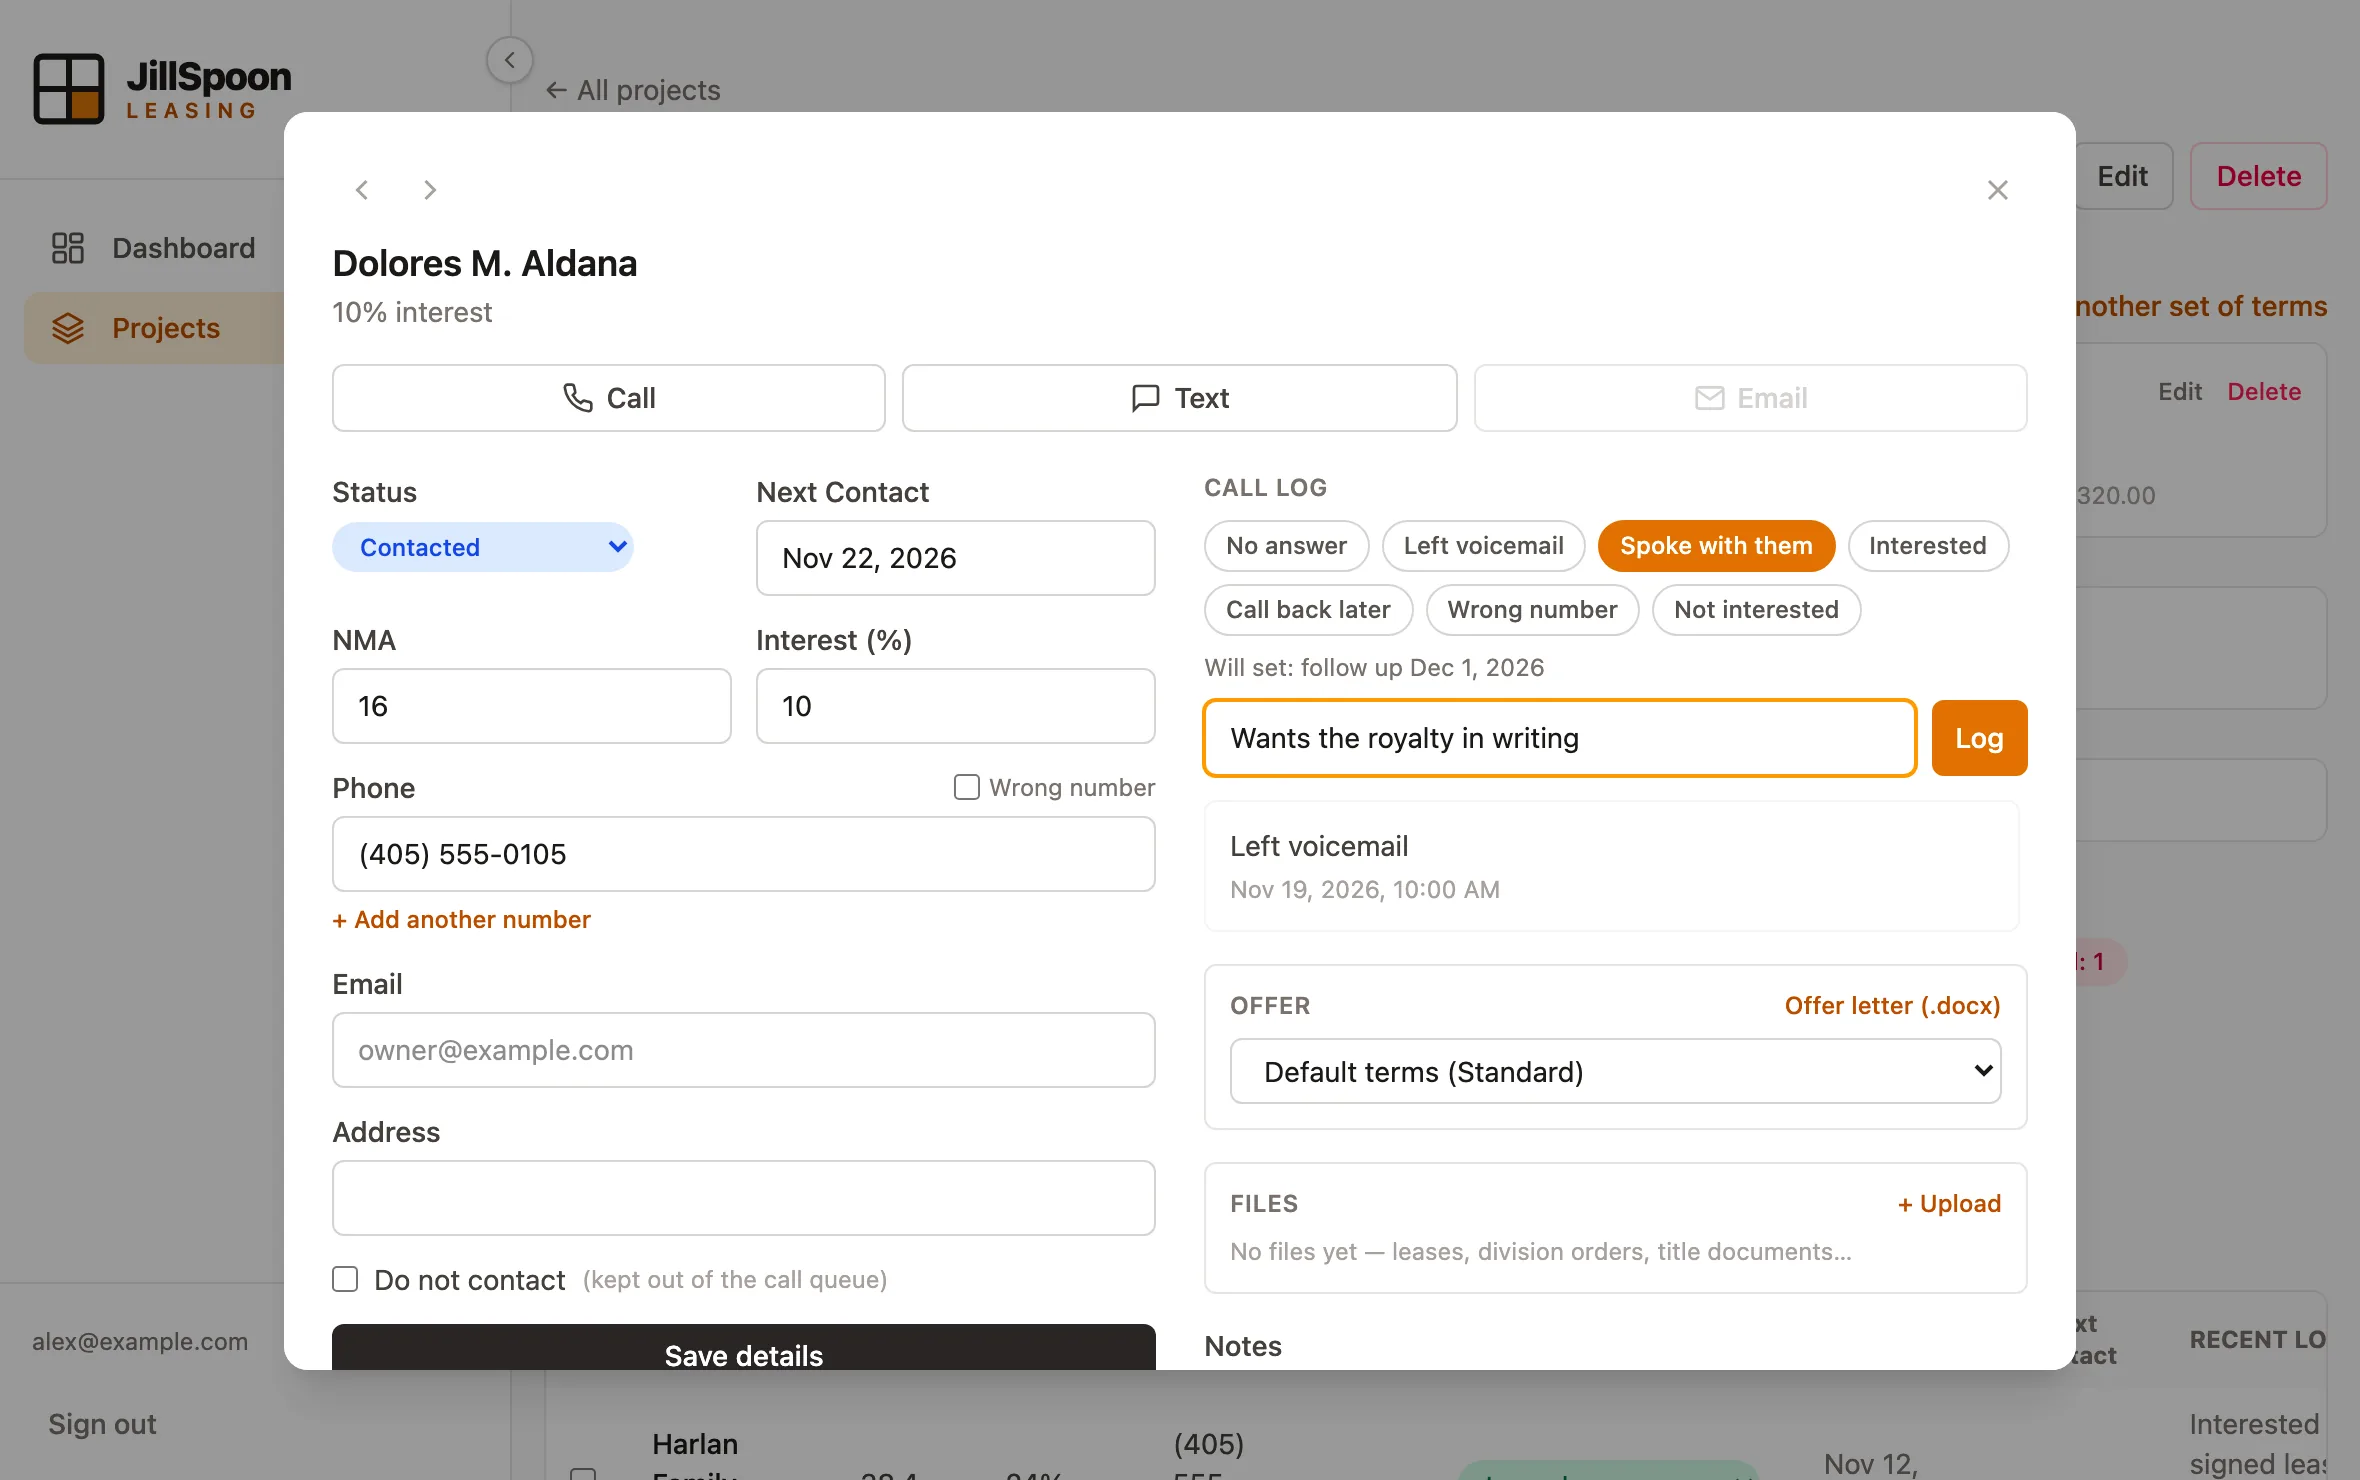 JillSpoon
LEASING
← All projects
Edit
Delete
Dashboard
Projects
Dolores M. Aldana
10% interest
Call
Text
Email
Status
Contacted
Next Contact
Nov 22, 2026
NMA
16
Interest (%)
10
Phone
Wrong number
(405) 555-0105
+ Add another number
Email
owner@example.com
Address
Do not contact (kept out of the call queue)
Save details
CALL LOG
No answer
Left voicemail
Spoke with them
Interested
Call back later
Wrong number
Not interested
Will set: follow up Dec 1, 2026
Wants the royalty in writing
Log
Left voicemail
Nov 19, 2026, 10:00 AM
OFFER
Offer letter (.docx)
Default terms (Standard)
FILES
+ Upload
No files yet — leases, division orders, title documents...
Notes
set of terms
Edit
Delete
320.00
: 1
RECENT
alex@example.com
Sign out
Harlan
(405)
Nov 12,
Interested
signed